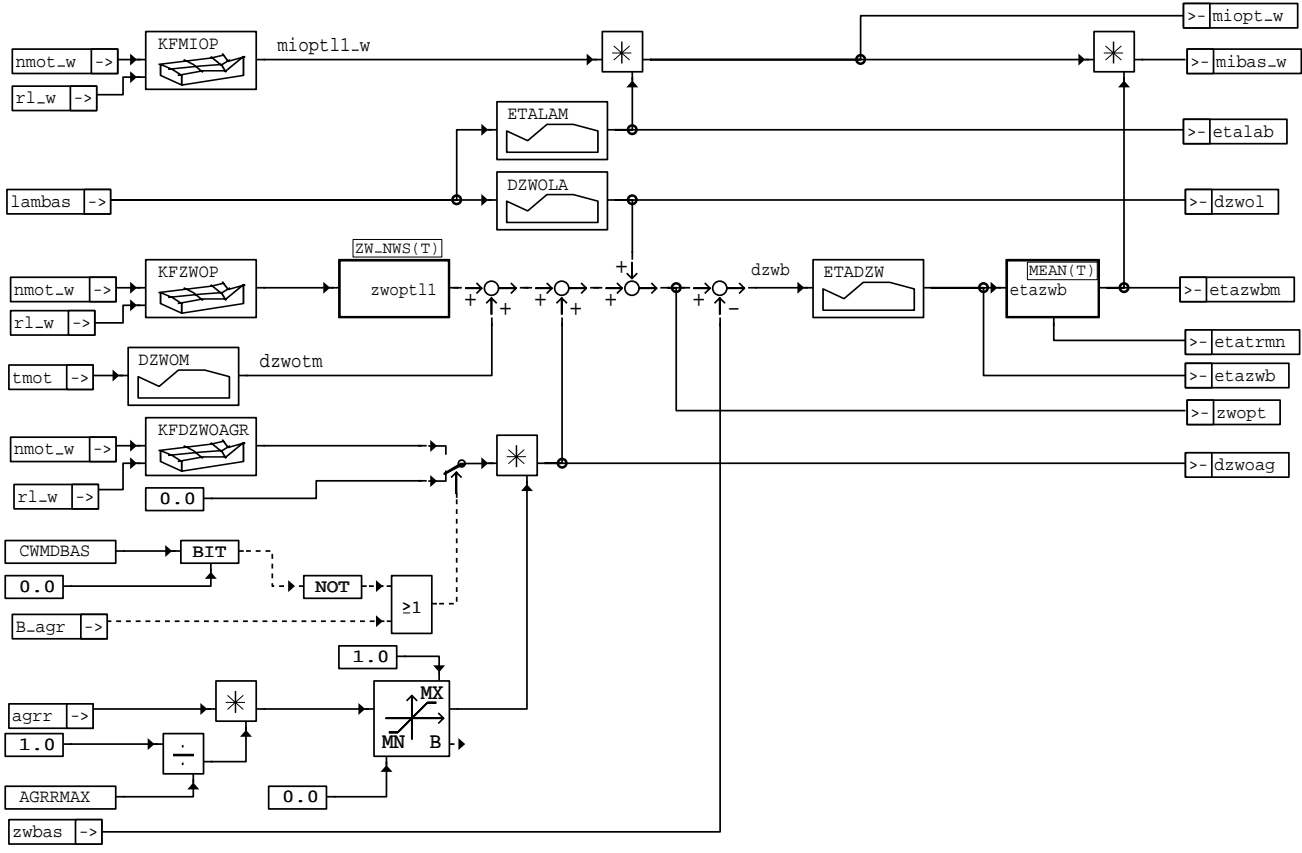 >- miopt_w
KFMIOP
mioptl1_w
nmot_w ->
>- mibas_w
rl_w ->
ETALAM
>- etalab
DZWOLA
lambas ->
>- dzwol
ZW_NWS(T)
KFZWOP
+
dzwb
ETADZW
MEAN(T)
nmot_w ->
zwoptl1
etazwb
>- etazwbm
+ + + + + + −
rl_w ->
>- etatrmn
DZWOM
dzwotm
tmot ->
>- etazwb
>- zwopt
KFDZWOAGR
nmot_w ->
>- dzwoag
rl_w ->
0.0
CWMDBAS
BIT
0.0
NOT
≥1
B_agr ->
1.0
MX
agrr ->
MN B
1.0
AGRRMAX
0.0
zwbas ->